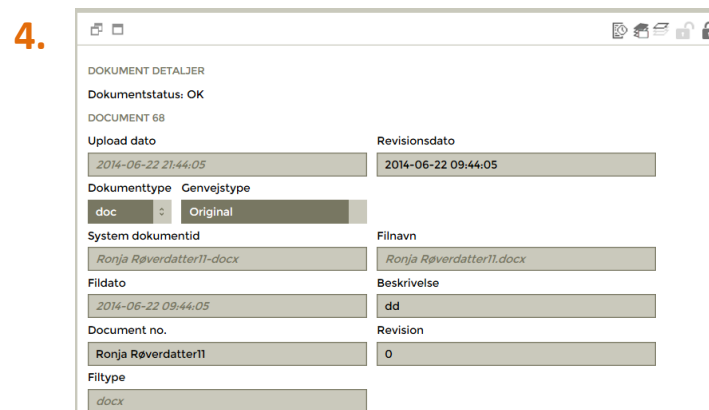 4.
DOKUMENT DETALJER
Dokumentstatus: OK
DOCUMENT 68
Upload dato Revisionsdato
2014-06-22 21:44:05 2014-06-22 09:44:05
Dokumenttype Genvejstype
doc Original
System dokumentid Filnavn
Ronja Røverdatter11-docx Ronja Røverdatter11.docx
Fildato Beskrivelse
2014-06-22 09:44:05 dd
Document no. Revision
Ronja Røverdatter11 0
Filtype
docx